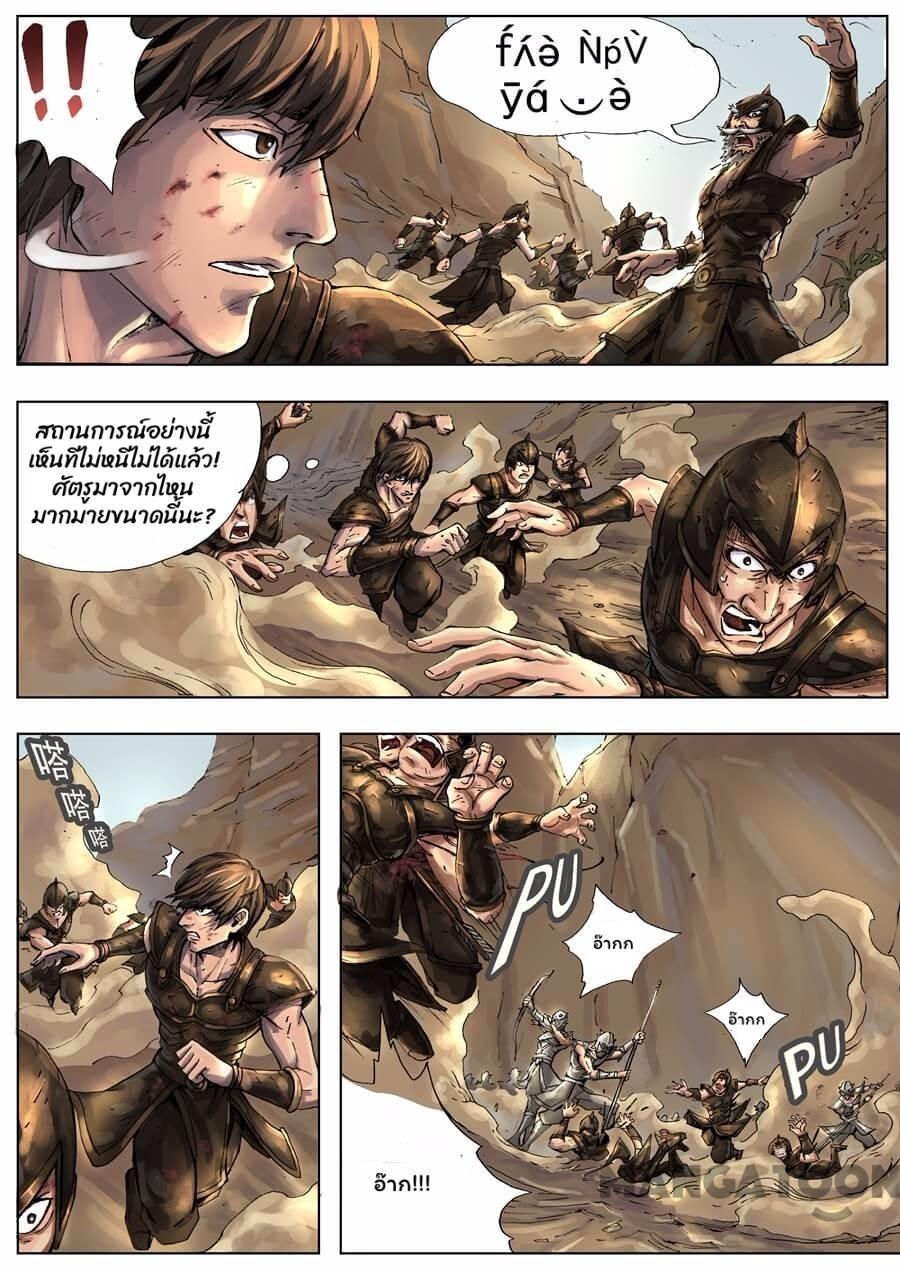 !!
f́ʌ́ə̀ ǸṕV̀
ȳá ب̣ ə̀
สถานการณ์อย่างนี้
เห็นทีไม่หนีไม่ได้แล้ว!
ศัตรูมาจากไหน
มากมายขนาดนี้นะ?
嗒
嗒
嗒
PU
อ๊ากก
อ๊ากก
PU
อ๊าก!!!
MANGATOON